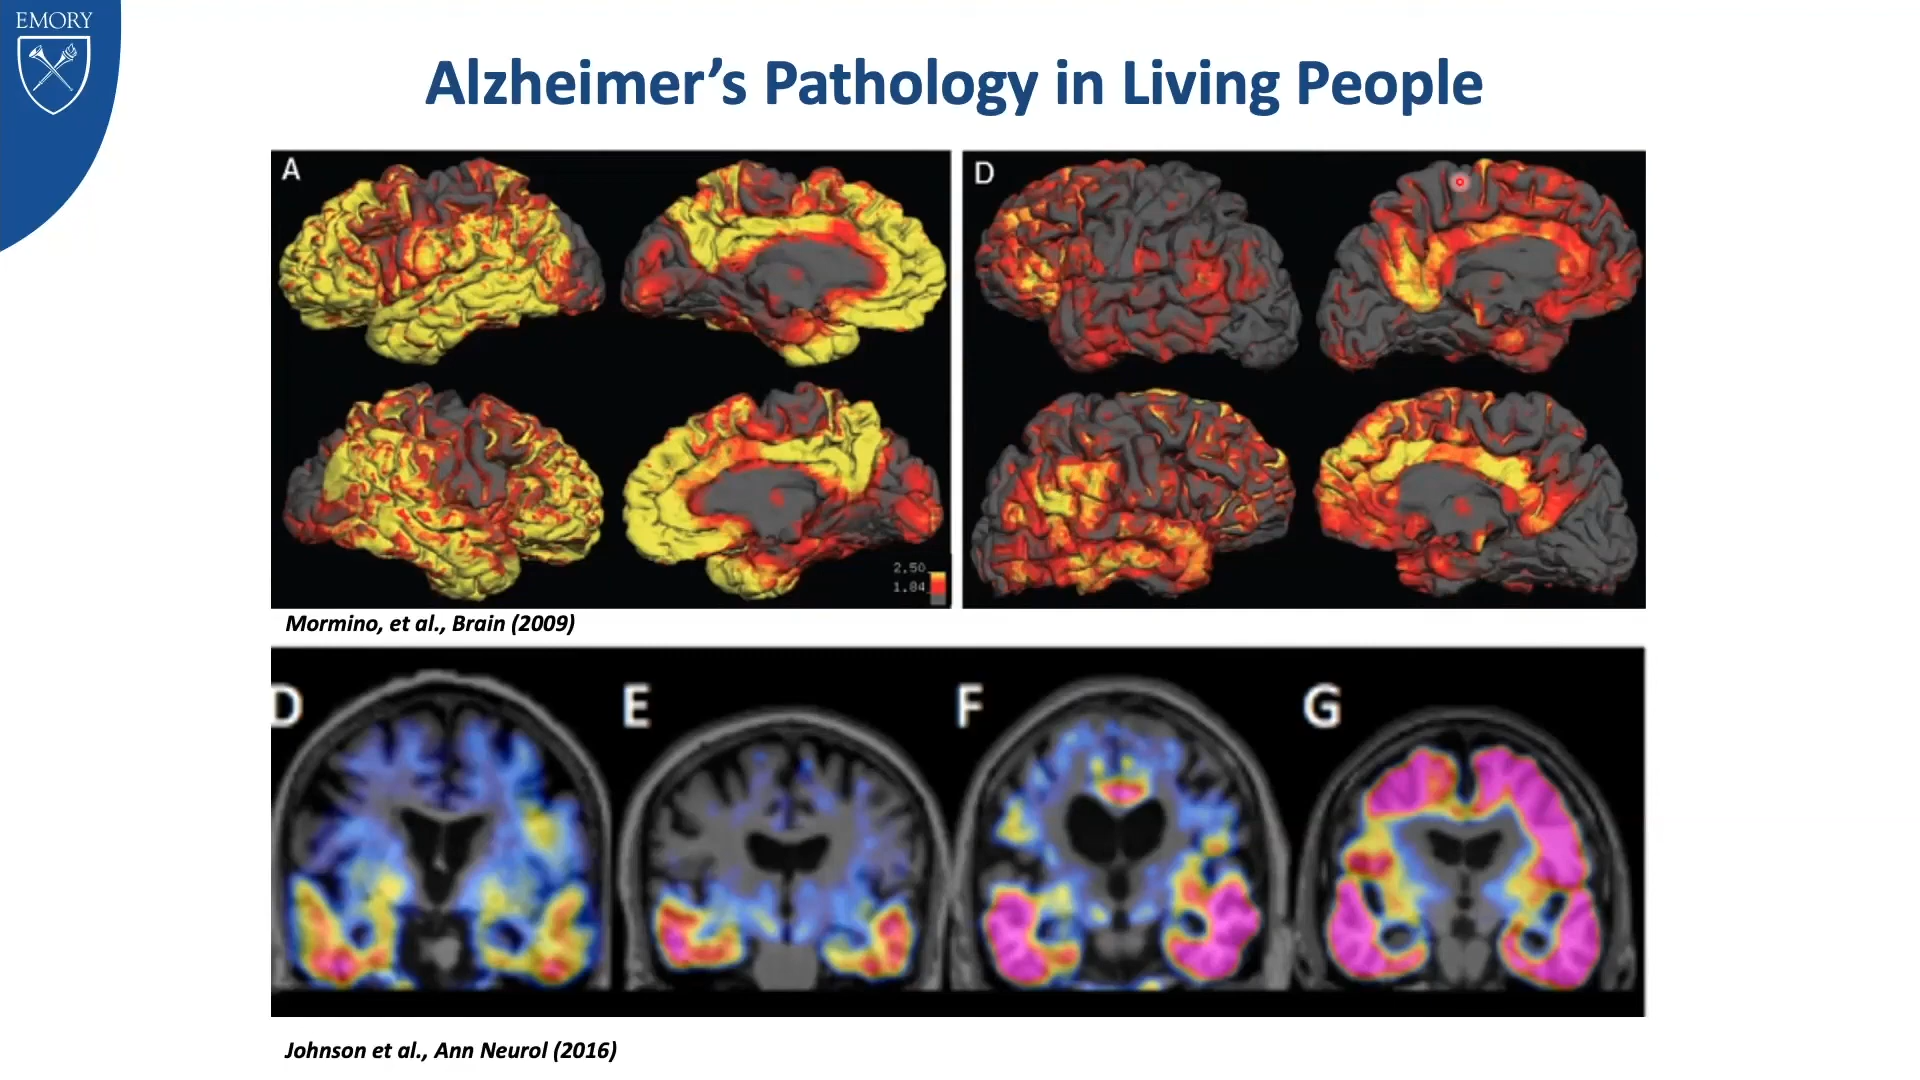 EMORY
Alzheimer’s Pathology in Living People
A
D
2.50
1.84
Mormino, et al., Brain (2009)
D
E
F
G
Johnson et al., Ann Neurol (2016)